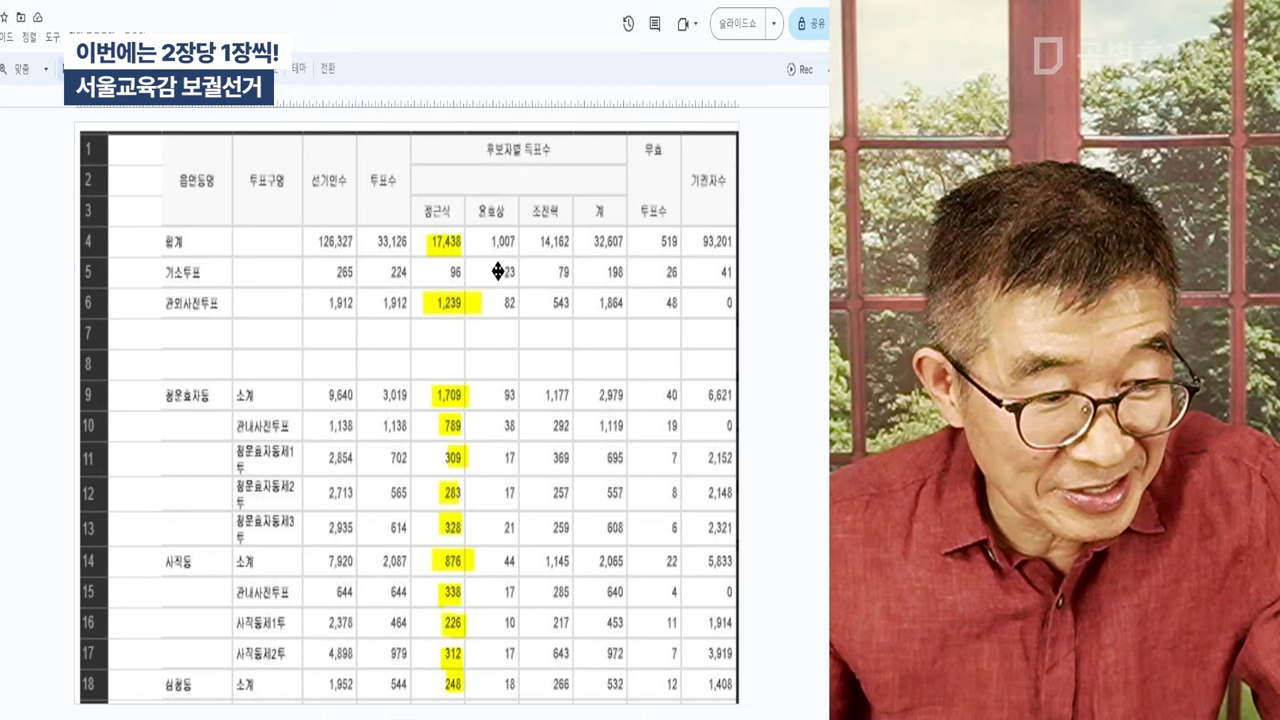 슬라이드쇼
공유
이드 정렬 도구
이번에는 2장당 1장씩!
서울교육감 보궐선거
맞춤
테마 전환
Rec
1 후보자별 득표수 무효
2 읍면동명 투표구명 선거인수 투표수 기권자수
3 정근식 윤호상 조전혁 계 투표수
4 합계 126,327 33,126 17,438 1,007 14,162 32,607 519 93,201
5 거소투표 265 224 96 23 79 198 26 41
6 관외사전투표 1,912 1,912 1,239 82 543 1,864 48 0
7
8
9 청운효자동 소계 9,640 3,019 1,709 93 1,177 2,979 40 6,621
10 관내사전투표 1,138 1,138 789 38 292 1,119 19 0
11 청운효자동제1투 2,854 702 309 17 369 695 7 2,152
12 청운효자동제2투 2,713 565 283 17 257 557 8 2,148
13 청운효자동제3투 2,935 614 328 21 259 608 6 2,321
14 사직동 소계 7,920 2,087 876 44 1,145 2,065 22 5,833
15 관내사전투표 644 644 338 17 285 640 4 0
16 사직동제1투 2,378 464 226 10 217 453 11 1,914
17 사직동제2투 4,898 979 312 17 643 972 7 3,919
18 삼청동 소계 1,952 544 248 18 266 532 12 1,408